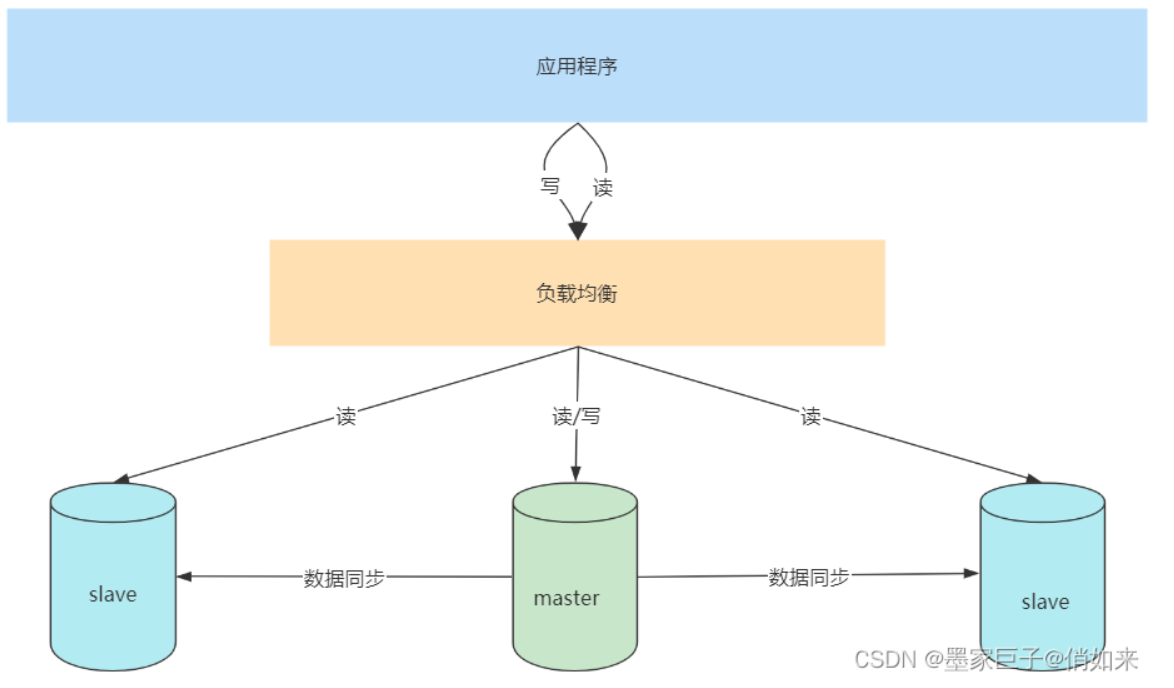 应用程序
写
读
负载均衡
读
读/写
读
数据同步
数据同步
slave
master
slave
CSDN @墨家巨子@俏如来